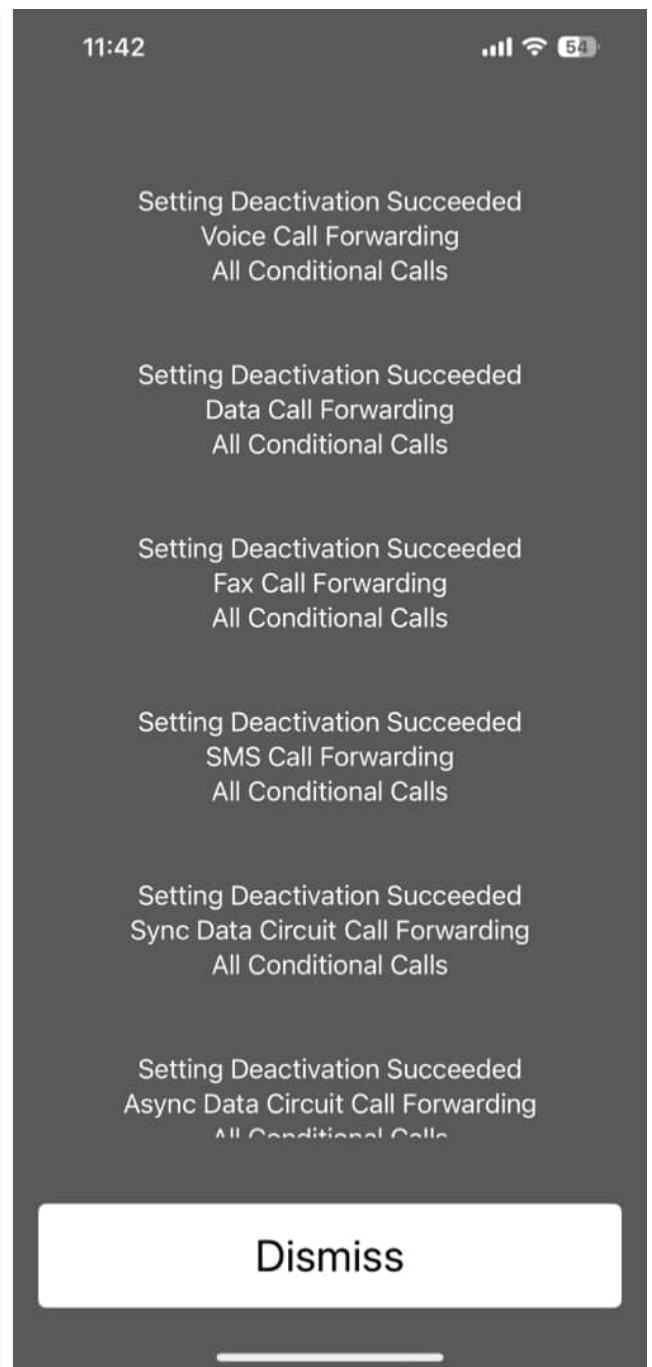 11:42
54
Setting Deactivation Succeeded
Voice Call Forwarding
All Conditional Calls
Setting Deactivation Succeeded
Data Call Forwarding
All Conditional Calls
Setting Deactivation Succeeded
Fax Call Forwarding
All Conditional Calls
Setting Deactivation Succeeded
SMS Call Forwarding
All Conditional Calls
Setting Deactivation Succeeded
Sync Data Circuit Call Forwarding
All Conditional Calls
Setting Deactivation Succeeded
Async Data Circuit Call Forwarding
All Conditional Calls
Dismiss